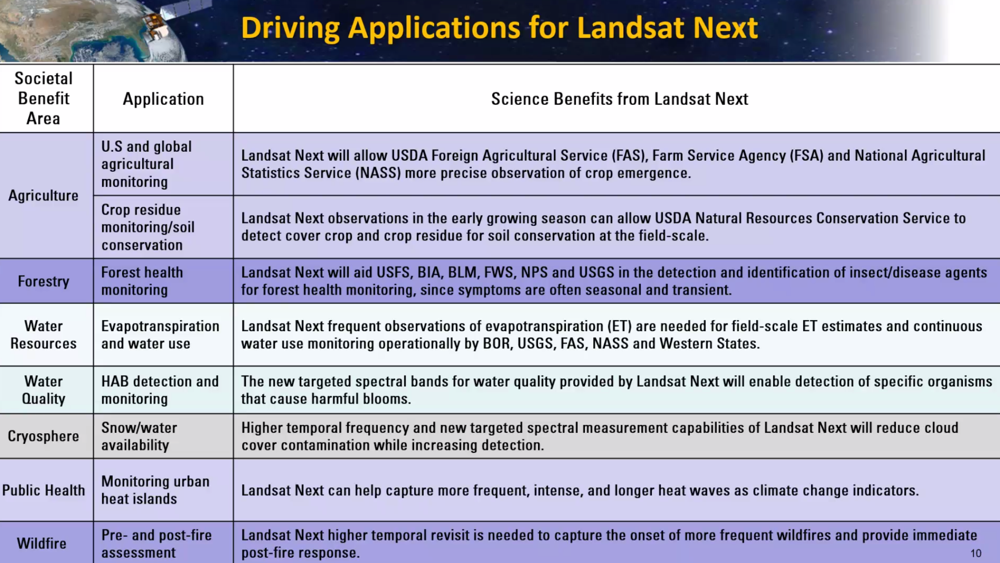 Driving Applications for Landsat Next
Societal
Benefit
Area
Application
Science Benefits from Landsat Next
Agriculture
U.S and global
agricultural
monitoring
Landsat Next will allow USDA Foreign Agricultural Service (FAS), Farm Service Agency (FSA) and National Agricultural
Statistics Service (NASS) more precise observation of crop emergence.
Crop residue
monitoring/soil
conservation
Landsat Next observations in the early growing season can allow USDA Natural Resources Conservation Service to
detect cover crop and crop residue for soil conservation at the field-scale.
Forestry
Forest health
monitoring
Landsat Next will aid USFS, BIA, BLM, FWS, NPS and USGS in the detection and identification of insect/disease agents
for forest health monitoring, since symptoms are often seasonal and transient.
Water
Resources
Evapotranspiration
and water use
Landsat Next frequent observations of evapotranspiration (ET) are needed for field-scale ET estimates and continuous
water use monitoring operationally by BOR, USGS, FAS, NASS and Western States.
Water
Quality
HAB detection and
monitoring
The new targeted spectral bands for water quality provided by Landsat Next will enable detection of specific organisms
that cause harmful blooms.
Cryosphere
Snow/water
availability
Higher temporal frequency and new targeted spectral measurement capabilities of Landsat Next will reduce cloud
cover contamination while increasing detection.
Public Health
Monitoring urban
heat islands
Landsat Next can help capture more frequent, intense, and longer heat waves as climate change indicators.
Wildfire
Pre- and post-fire
assessment
Landsat Next higher temporal revisit is needed to capture the onset of more frequent wildfires and provide immediate
post-fire response.
10